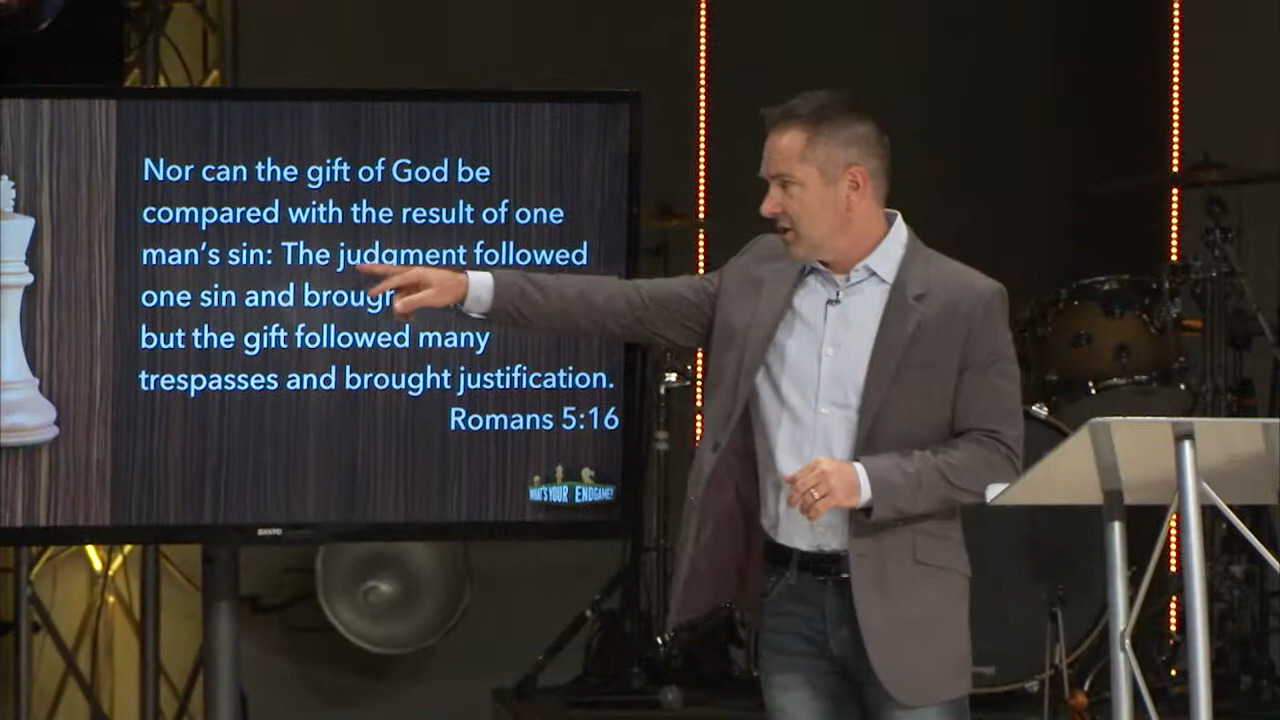 Nor can the gift of God be
compared with the result of one
man's sin: The judgment followed
one sin and
but the gift followed many
trespasses and brought justification.
Romans 5:16
WHAT'S YOUR ENDGAME?
SANYO